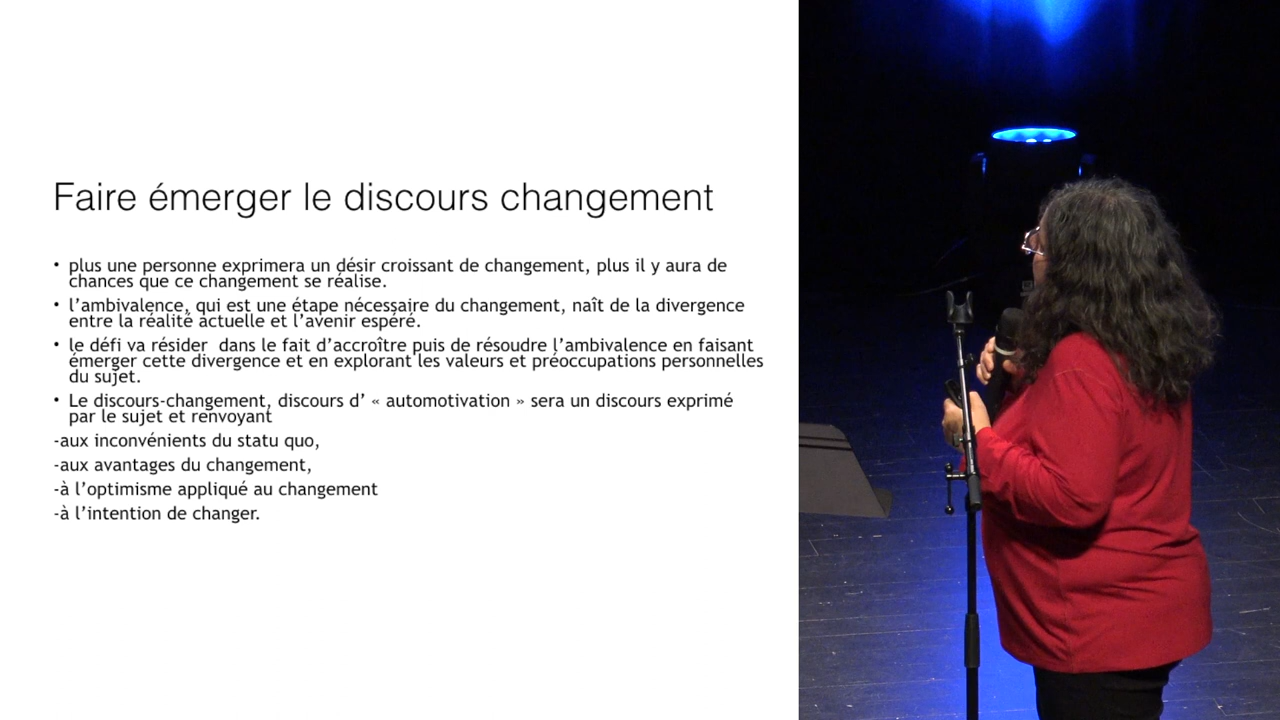 Faire émerger le discours changement
• plus une personne exprimera un désir croissant de changement, plus il y aura de
chances que ce changement se réalise.
• l’ambivalence, qui est une étape nécessaire du changement, naît de la divergence
entre la réalité actuelle et l’avenir espéré.
• le défi va résider  dans le fait d’accroître puis de résoudre l’ambivalence en faisant
émerger cette divergence et en explorant les valeurs et préoccupations personnelles
du sujet.
• Le discours-changement, discours d’ « automotivation » sera un discours exprimé
par le sujet et renvoyant
-aux inconvénients du statu quo,
-aux avantages du changement,
-à l’optimisme appliqué au changement
-à l’intention de changer.